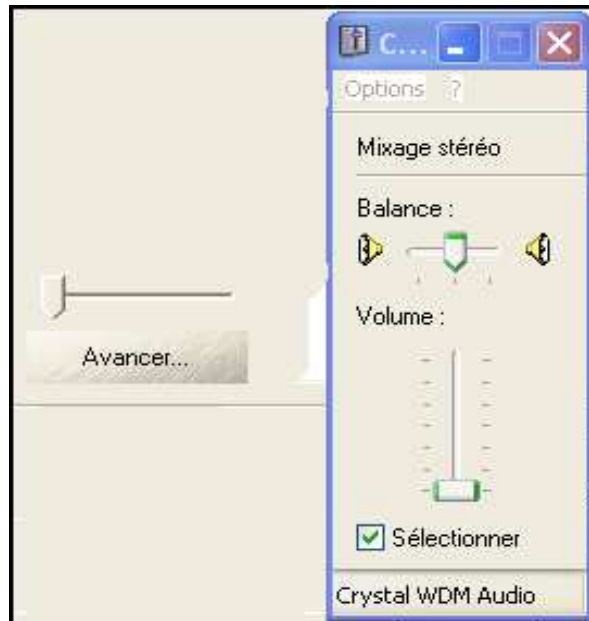 C...
Options ?
Mixage stéréo
Balance :
Volume :
Avancer...
Sélectionner
Crystal WDM Audio